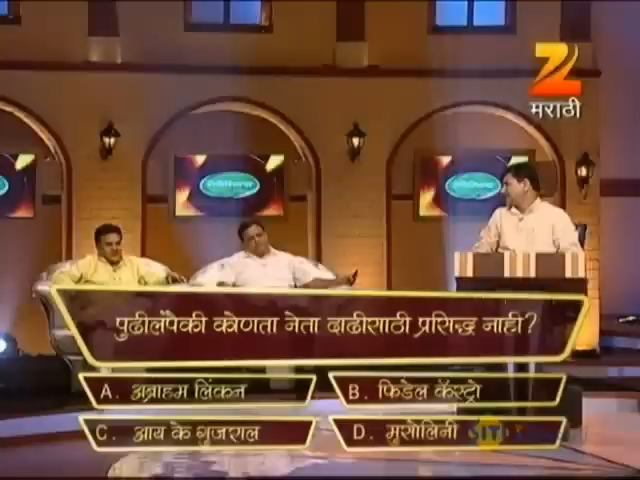 मराठी
पुढीलपैकी कोणता नेता दाढीसाठी प्रसिद्ध नाही?
A. अब्राहम लिंकन
B. फिडेल कॅस्ट्रो
C. आय के गुजराल
D. मुसोलिनी